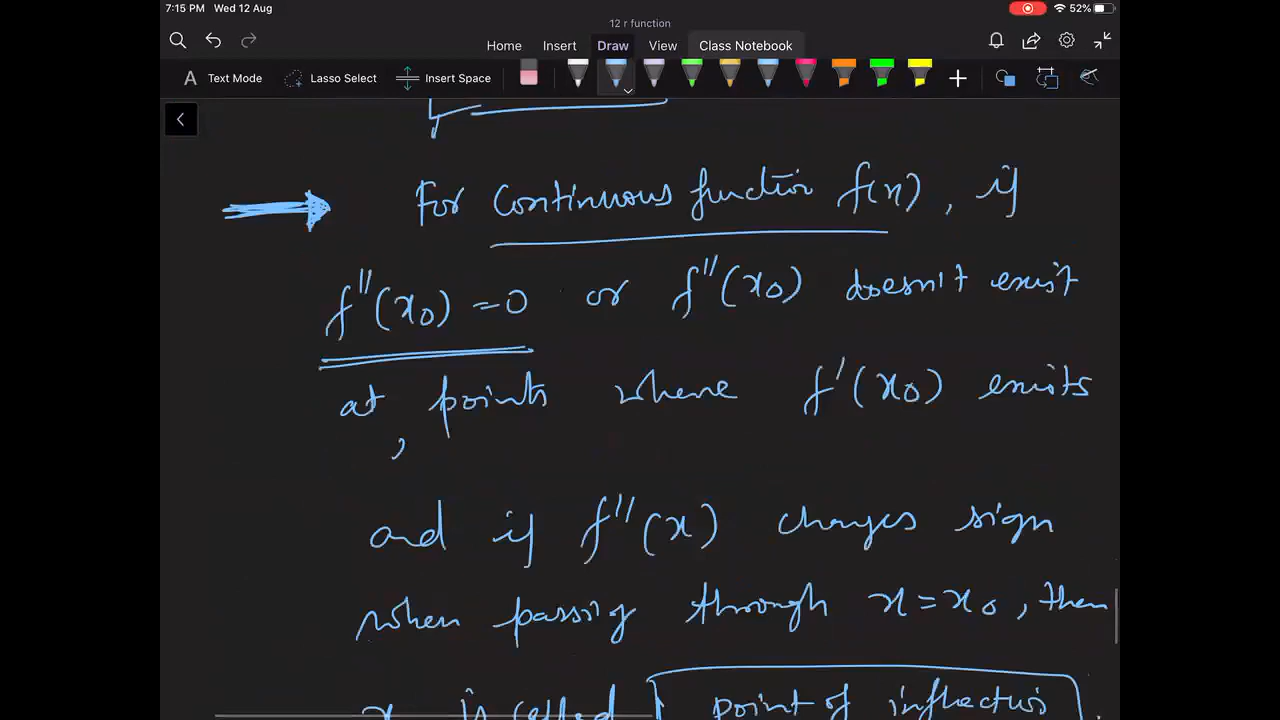 7:15 PM Wed 12 Aug
52%
12 r function
Home Insert Draw View Class Notebook
A Text Mode Lasso Select Insert Space
For continuous function f(x), if
f''(x₀) = 0 or f''(x₀) doesn't exist
at points where f'(x₀) exists
,
and if f''(x) changes sign
when passing through x = x₀, then
x is called point of inflection